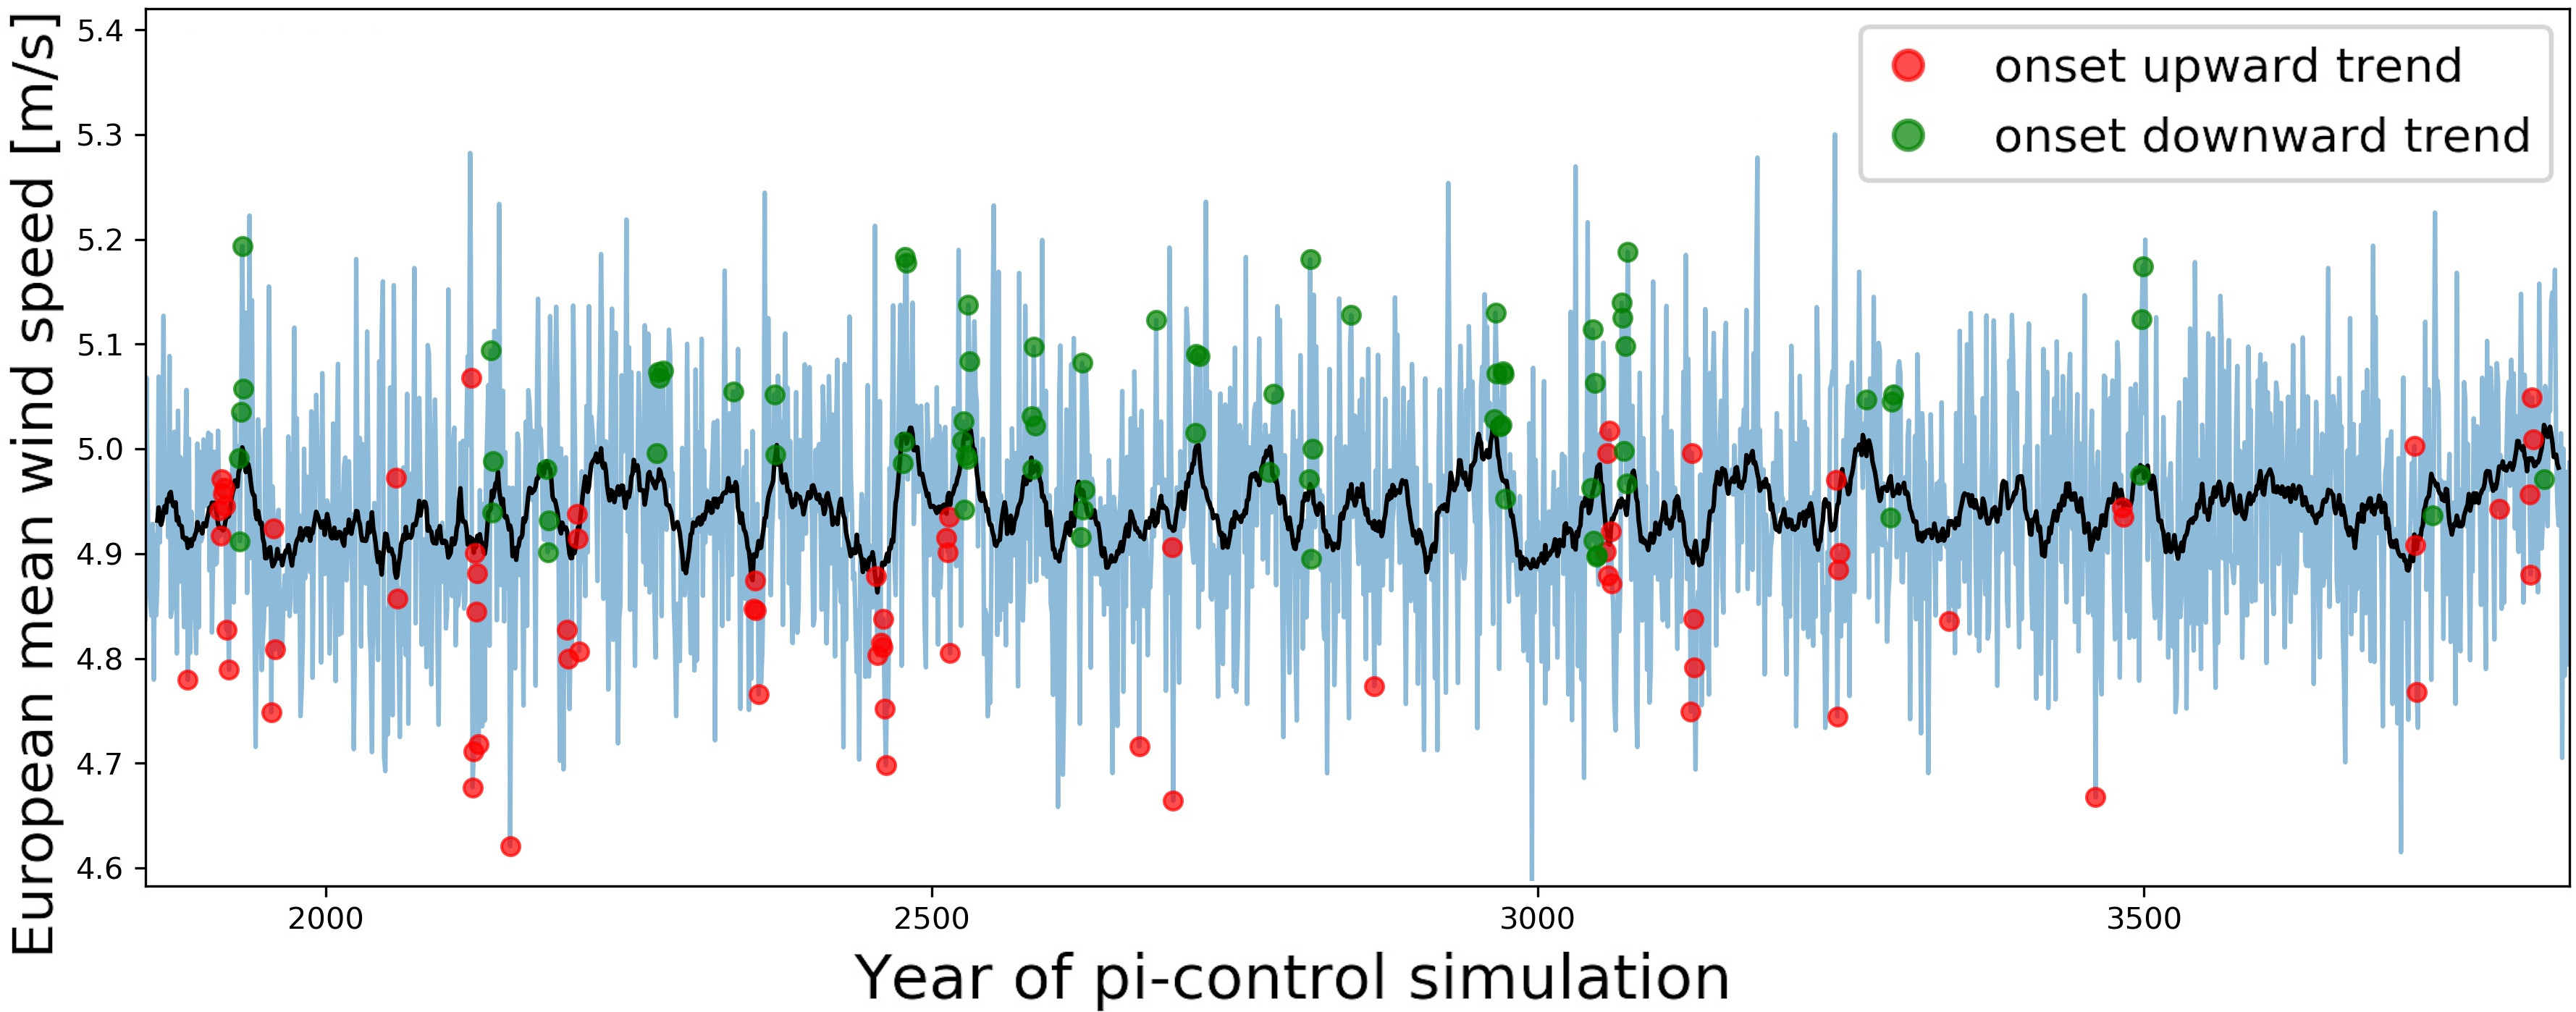 European mean wind speed [m/s]
5.4
5.3
5.2
5.1
5.0
4.9
4.8
4.7
4.6
onset upward trend
onset downward trend
2000 2500 3000 3500
Year of pi-control simulation